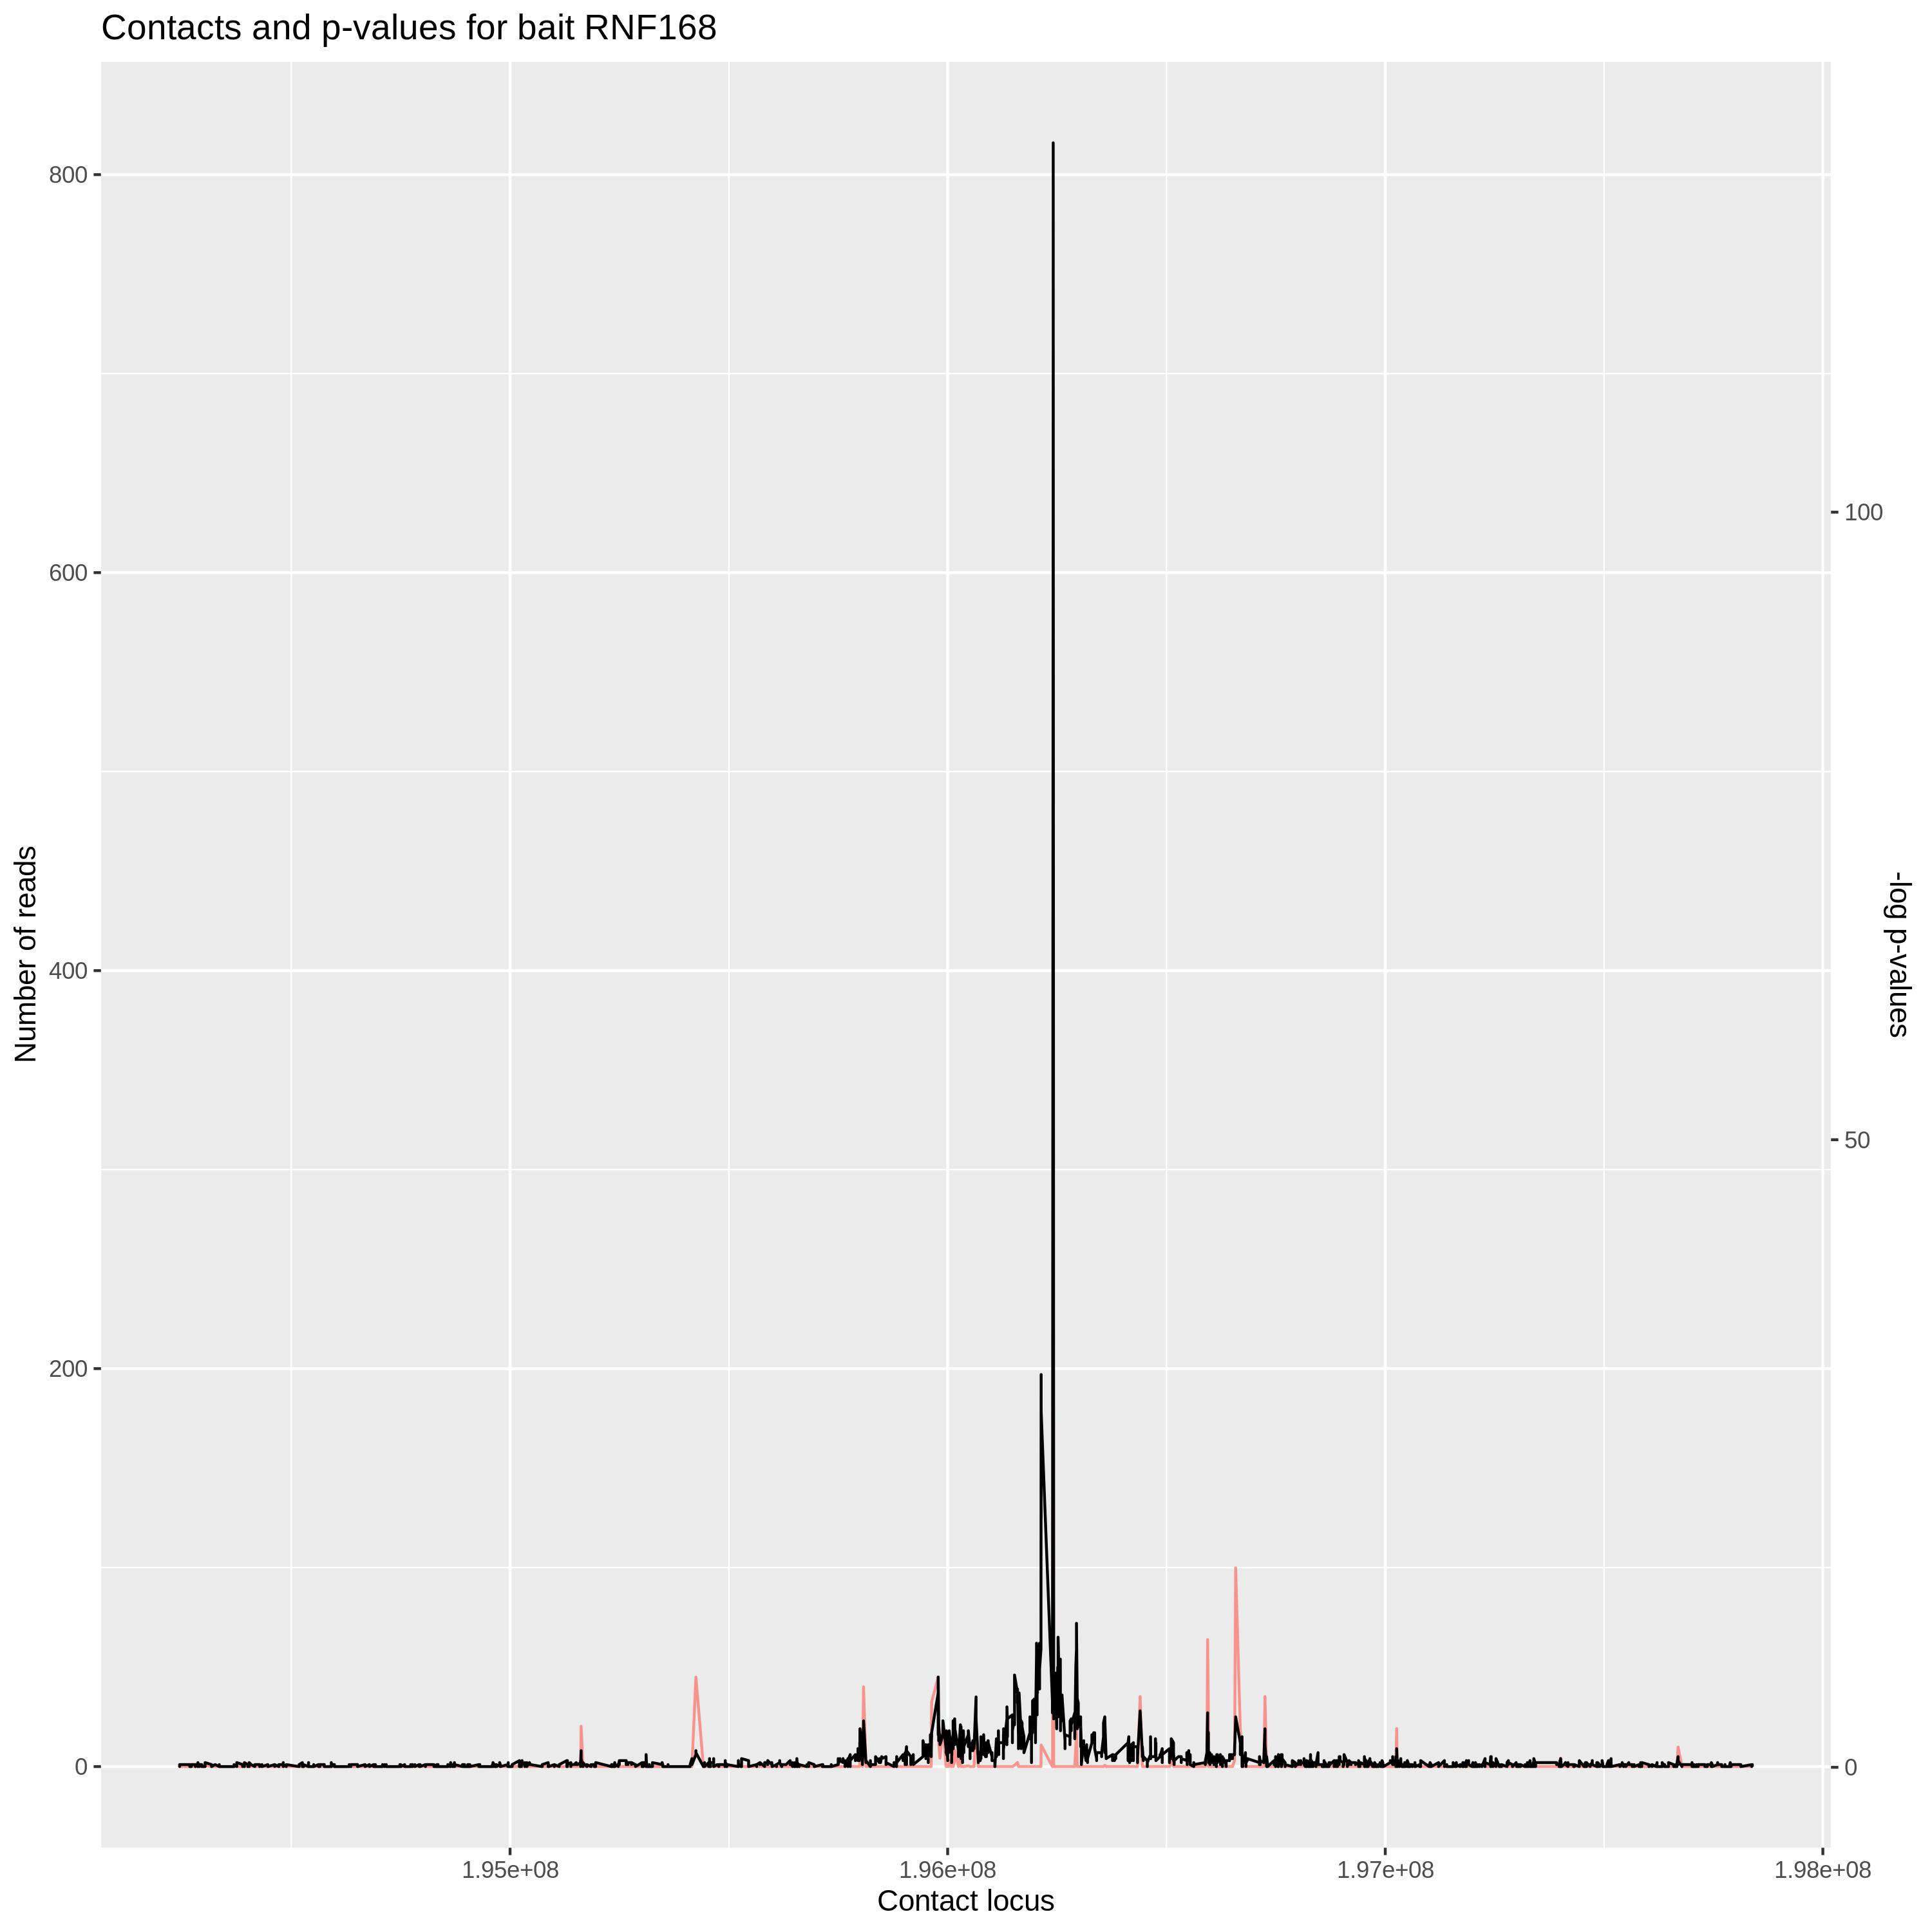 Contacts and p-values for bait RNF168
800
600
400
200
0
Number of reads
100
50
0
-log p-values
1.95e+08
1.96e+08
1.97e+08
1.98e+08
Contact locus